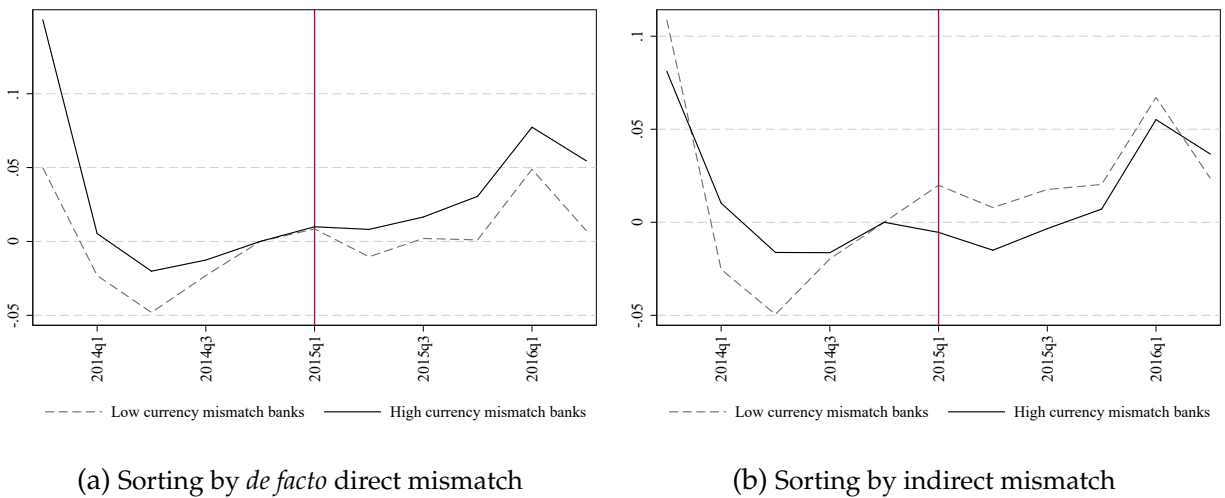 .1
.05
0
-.05
2014q1
2014q3
2015q1
2015q3
2016q1
Low currency mismatch banks
High currency mismatch banks
(a) Sorting by de facto direct mismatch
.1
.05
0
-.05
2014q1
2014q3
2015q1
2015q3
2016q1
Low currency mismatch banks
High currency mismatch banks
(b) Sorting by indirect mismatch